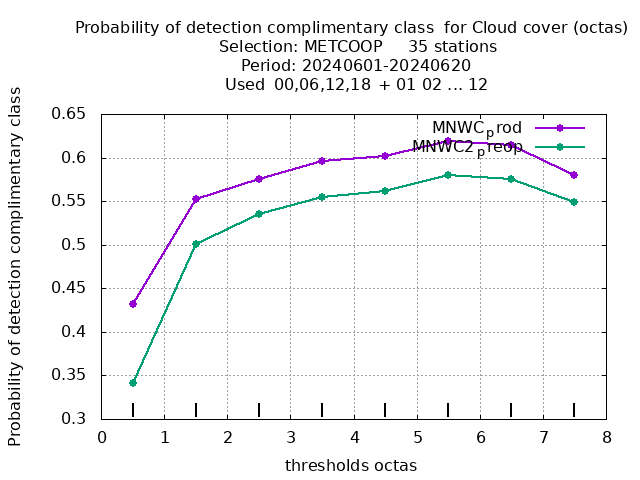 Probability of detection complimentary class  for Cloud cover (octas)
Selection: METCOOP     35 stations
Period: 20240601-20240620
Used  00,06,12,18 + 01 02 ... 12
Probability of detection complimentary class
0.65
0.6
0.55
0.5
0.45
0.4
0.35
0.3
MNWCprod
MNWC2preop
0 1 2 3 4 5 6 7 8
thresholds octas